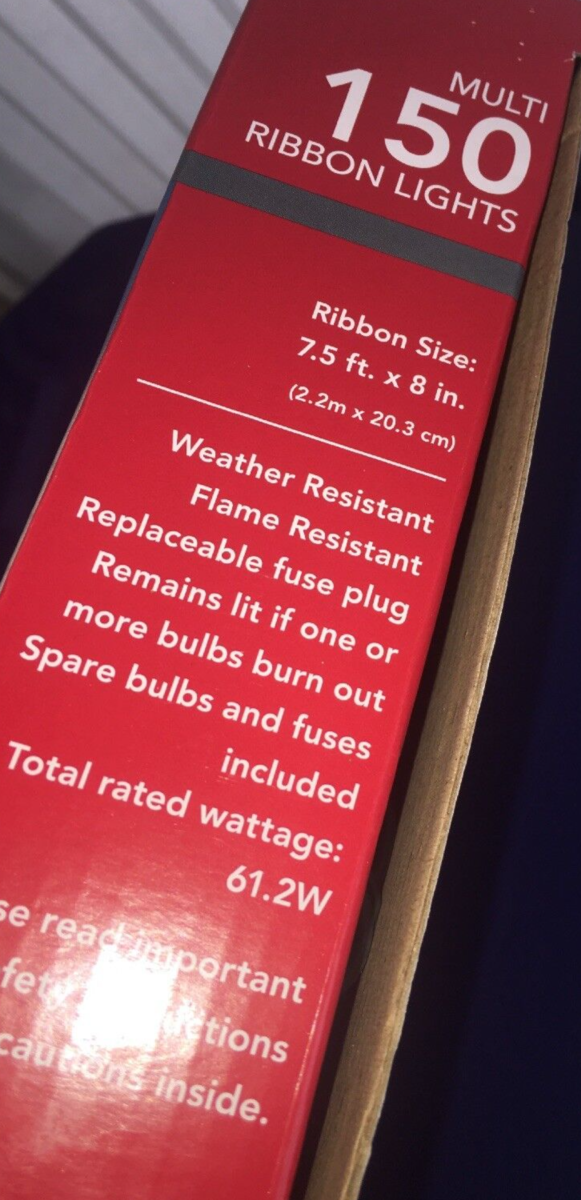 MULTI
150
RIBBON LIGHTS
Ribbon Size:
7.5 ft. x 8 in.
(2.2m x 20.3 cm)
Weather Resistant
Flame Resistant
Replaceable fuse plug
Remains lit if one or
more bulbs burn out
Spare bulbs and fuses
included
Total rated wattage:
61.2W
read important
inside.